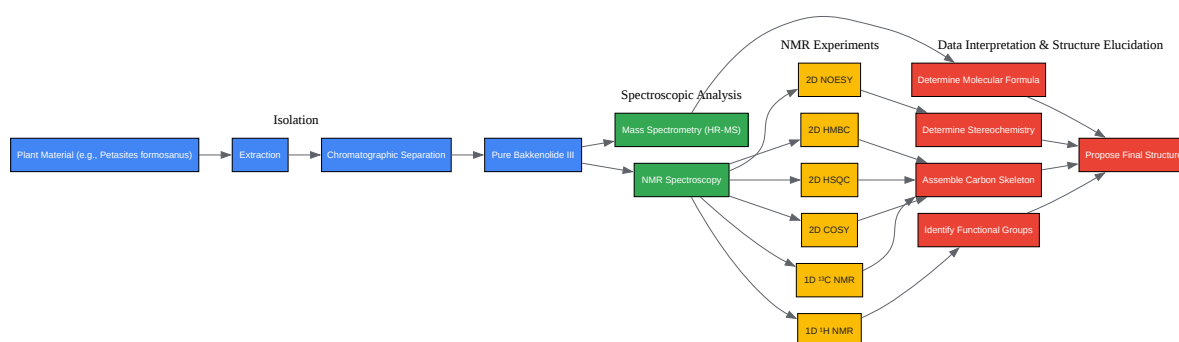 NMR Experiments
Data Interpretation & Structure Elucidation
2D NOESY
Determine Molecular Formula
Spectroscopic Analysis
Isolation
Mass Spectrometry (HR-MS)
2D HMBC
Determine Stereochemistry
Plant Material (e.g., Petasites formosanus)
Extraction
Chromatographic Separation
Pure Bakkenolide III
Propose Final Structure
NMR Spectroscopy
2D HSQC
Assemble Carbon Skeleton
2D COSY
Identify Functional Groups
1D ¹³C NMR
1D ¹H NMR